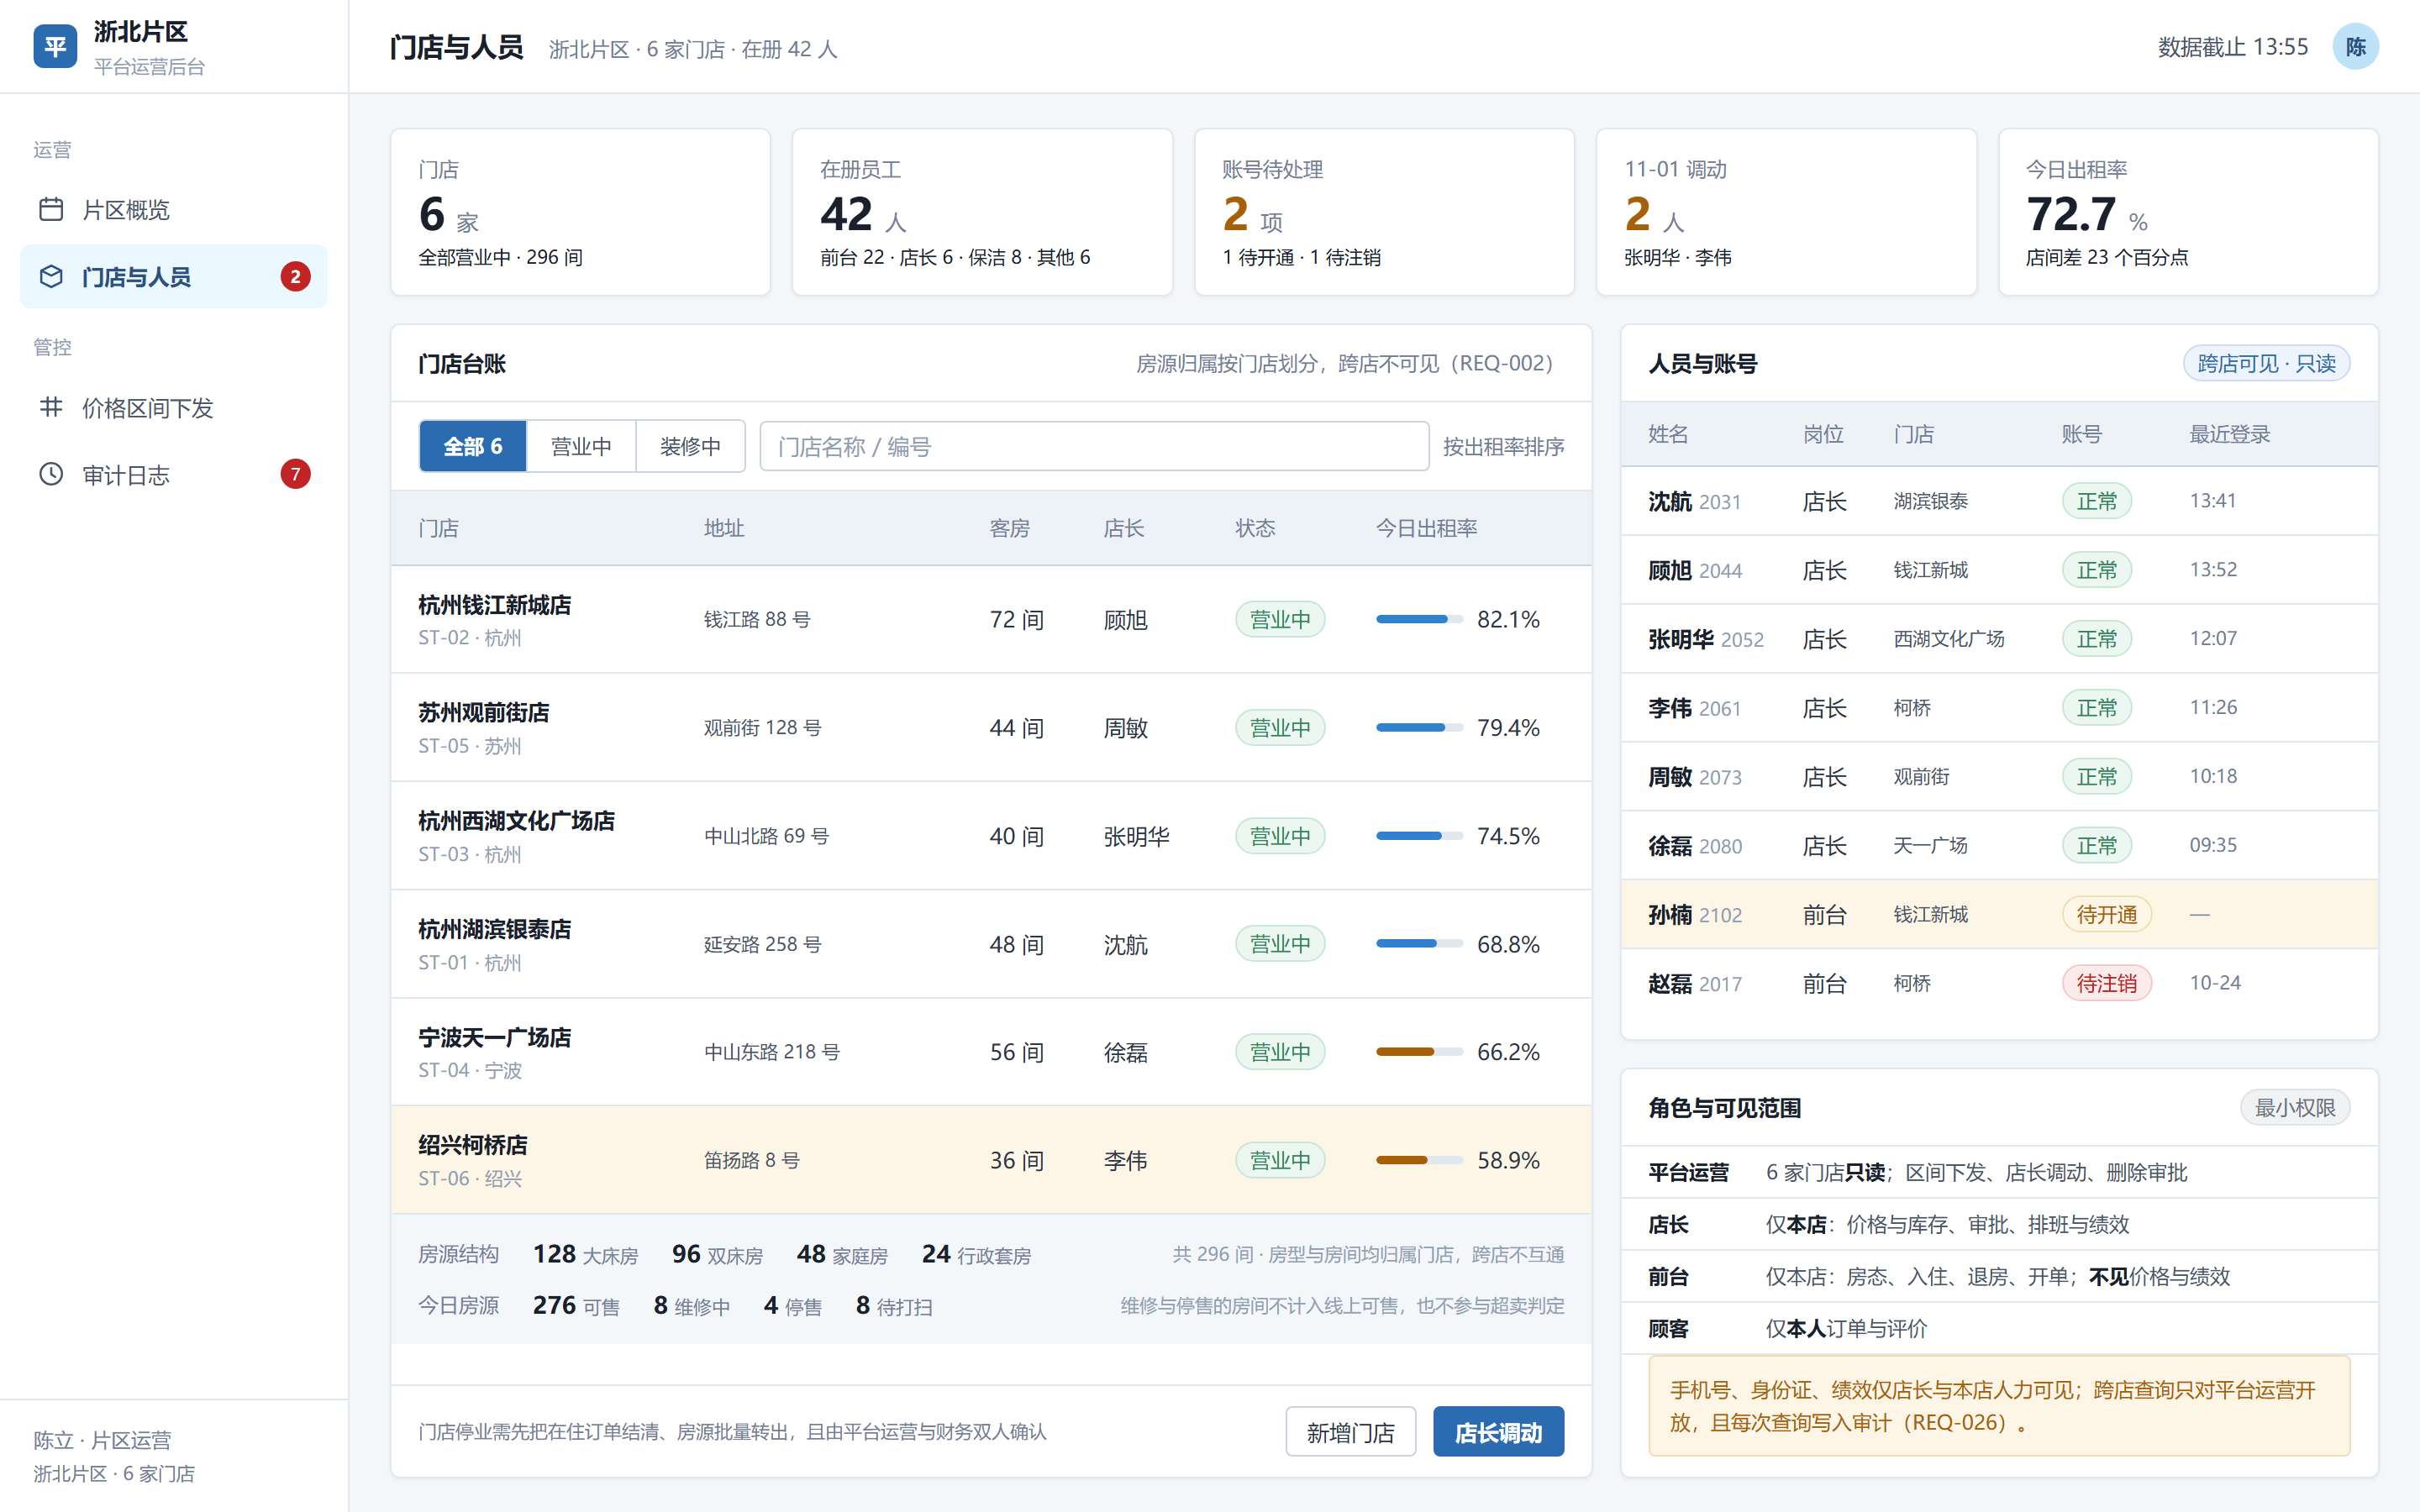 平
浙北片区
平台运营后台
运营
片区概览
门店与人员 2
管控
价格区间下发
审计日志 7
陈立 · 片区运营
浙北片区 · 6 家门店
门店与人员 浙北片区 · 6 家门店 · 在册 42 人
数据截止 13:55 陈
门店
6 家
全部营业中 · 296 间
在册员工
42 人
前台 22 · 店长 6 · 保洁 8 · 其他 6
账号待处理
2 项
1 待开通 · 1 待注销
11-01 调动
2 人
张明华 · 李伟
今日出租率
72.7 %
店间差 23 个百分点
门店台账 房源归属按门店划分，跨店不可见（REQ-002）
全部 6 营业中 装修中 门店名称 / 编号 按出租率排序
门店 地址 客房 店长 状态 今日出租率
杭州钱江新城店 钱江路 88 号 72 间 顾旭 营业中 82.1%
ST-02 · 杭州
苏州观前街店 观前街 128 号 44 间 周敏 营业中 79.4%
ST-05 · 苏州
杭州西湖文化广场店 中山北路 69 号 40 间 张明华 营业中 74.5%
ST-03 · 杭州
杭州湖滨银泰店 延安路 258 号 48 间 沈航 营业中 68.8%
ST-01 · 杭州
宁波天一广场店 中山东路 218 号 56 间 徐磊 营业中 66.2%
ST-04 · 宁波
绍兴柯桥店 笛扬路 8 号 36 间 李伟 营业中 58.9%
ST-06 · 绍兴
房源结构 128 大床房 96 双床房 48 家庭房 24 行政套房 共 296 间 · 房型与房间均归属门店，跨店不互通
今日房源 276 可售 8 维修中 4 停售 8 待打扫 维修与停售的房间不计入线上可售，也不参与超卖判定
门店停业需先把在住订单结清、房源批量转出，且由平台运营与财务双人确认 新增门店 店长调动
人员与账号 跨店可见 · 只读
姓名 岗位 门店 账号 最近登录
沈航 2031 店长 湖滨银泰 正常 13:41
顾旭 2044 店长 钱江新城 正常 13:52
张明华 2052 店长 西湖文化广场 正常 12:07
李伟 2061 店长 柯桥 正常 11:26
周敏 2073 店长 观前街 正常 10:18
徐磊 2080 店长 天一广场 正常 09:35
孙楠 2102 前台 钱江新城 待开通 —
赵磊 2017 前台 柯桥 待注销 10-24
角色与可见范围 最小权限
平台运营 6 家门店只读；区间下发、店长调动、删除审批
店长 仅本店：价格与库存、审批、排班与绩效
前台 仅本店：房态、入住、退房、开单；不见价格与绩效
顾客 仅本人订单与评价
手机号、身份证、绩效仅店长与本店人力可见；跨店查询只对平台运营开
放，且每次查询写入审计（REQ-026）。